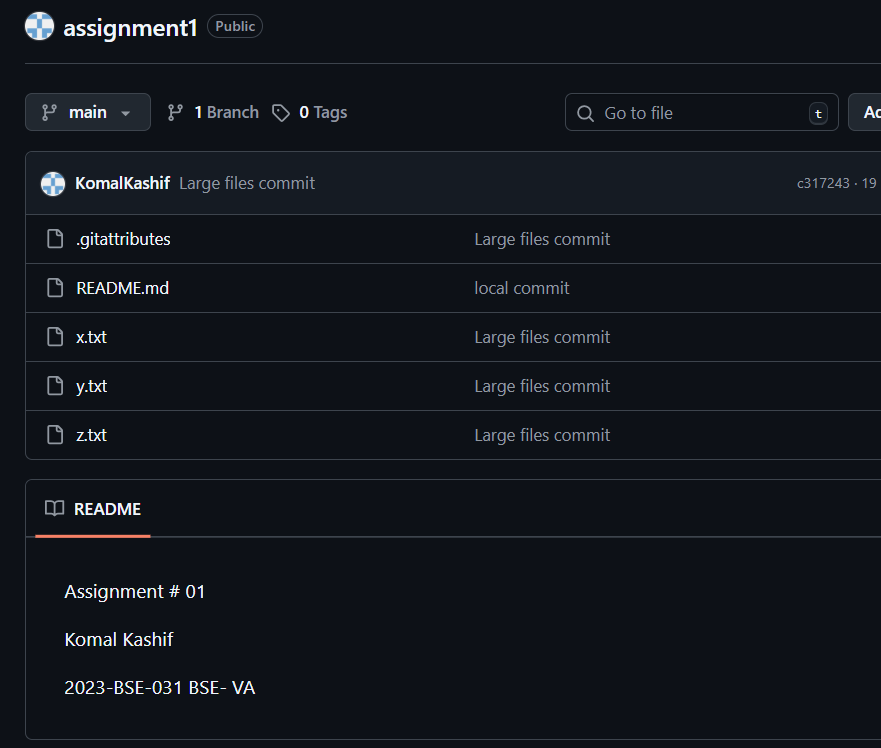 assignment1 Public
main 1 Branch 0 Tags Go to file t
KomalKashif Large files commit c317243 · 19
.gitattributes Large files commit
README.md local commit
x.txt Large files commit
y.txt Large files commit
z.txt Large files commit
README
Assignment # 01
Komal Kashif
2023-BSE-031 BSE- VA